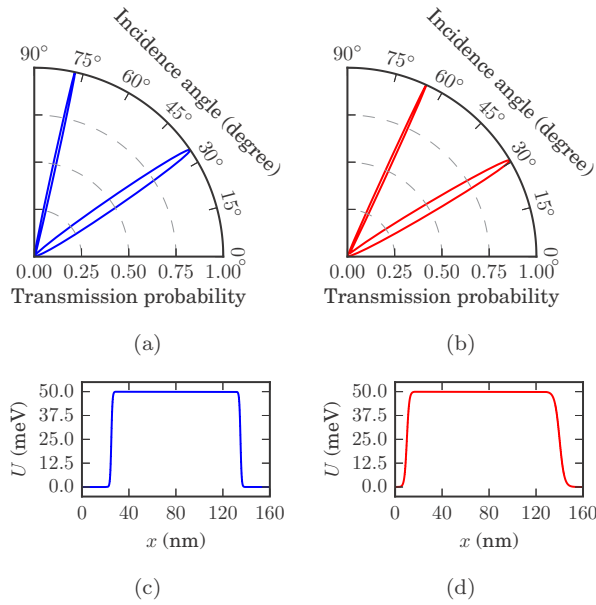 90°
75°
60°
45°
30°
15°
0°
Incidence angle (degree)
0.00 0.25 0.50 0.75 1.00
Transmission probability
(a)
90°
75°
60°
45°
30°
15°
0°
Incidence angle (degree)
0.00 0.25 0.50 0.75 1.00
Transmission probability
(b)
U (meV)
50.0
37.5
25.0
12.5
0.0
0 40 80 120 160
x (nm)
(c)
U (meV)
50.0
37.5
25.0
12.5
0.0
0 40 80 120 160
x (nm)
(d)